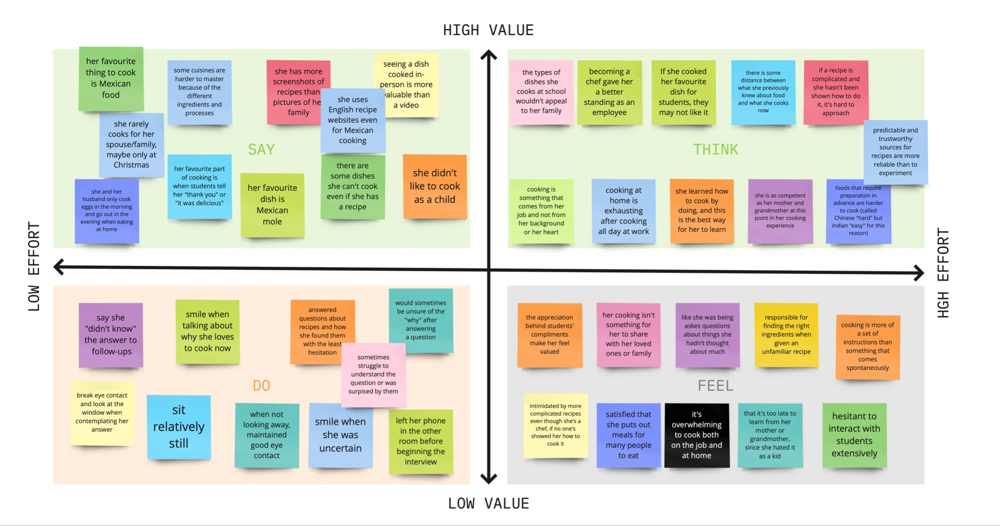 HIGH VALUE
her favourite
thing to cook
is Mexican
food
some cuisines are
harder to master
because of the
different
ingredients and
processes
she has more
screenshots of
recipes than
pictures of he
family
seeing a dish
cooked in-
person is more
valuable than
a video
she uses
English recipe
websites even
for Mexican
cooking
she rarely
cooks for her
spouse/family,
maybe only at
Christmas
SAY
her favourite part
of cooking is
when students tell
her "thank you" or
"it was delicious"
her favourite
dish is
Mexican
mole
there are
some dishes
she can't cook
even if she has
a recipe
she didn't
like to cook
as a child
she and her
husband only cook
eggs in the morning
and go out in the
evening when eating
at home
the types of
dishes she
cooks at school
wouldn't appeal
to her family
becoming a
chef gave her
a better
standing as an
employee
If she cooked
her favourite
dish for
students, they
may not like it
there is some
distance between
what she previously
knew about food
and what she cooks
now
if a recipe is
complicated and
she hasn't been
shown how to do
it, it's hard to
approach
predictable and
trustworthy
sources for
recipes are more
reliable than to
experiment
THINK
cooking is
something that
comes from her
job and not from
her background
or her heart
cooking at
home is
exhausting
after cooking
all day at work
she learned how
to cook by
doing, and this
is the best way
for her to learn
she is as competent
as her mother and
grandmother at this
point in her cooking
experience
foods that require
preparation in
advance are harder
to cook (called
Chinese "hard" but
Indian "easy" for this
reason)
LOW EFFORT
HGH EFFORT
say she
"didn't know"
the answer to
follow-ups
smile when
talking about
why she loves
to cook now
answered
questions about
recipes and how
she found them
with the least
hesitation
would sometimes
be unsure of the
"why" after
answering
a question
sometimes
struggle to
understand the
question or was
surpised by them
DO
break eye contact
and look at the
window when
contemplating her
answer
sit
relatively
still
when not
looking away,
maintained
good eye
contact
smile when
she was
uncertain
left her phone
in the other
room before
beginning the
interview
the appreciation
behind students'
compliments
make her feel
valued
her cooking isn't
something for
her to share
with her loved
ones or family
like she was being
askes questions
about things she
hadn't thought
about much
responsible for
finding the right
ingredients when
given an
unfamiliar recipe
cooking is more of
a set of
instructions than
something that
comes
spontaneously
FEEL
intimidated by more
complicated recipes
even though she's a
chef, if no one's
showed her how to
cook it
satisfied that
she puts out
meals for
many people
to eat
it's
overwhelming
to cook both
on the job and
at home
that it's too late to
learn from her
mother or
grandmother,
since she hated it
as a kid
hesitant to
interact with
students
extensively
LOW VALUE